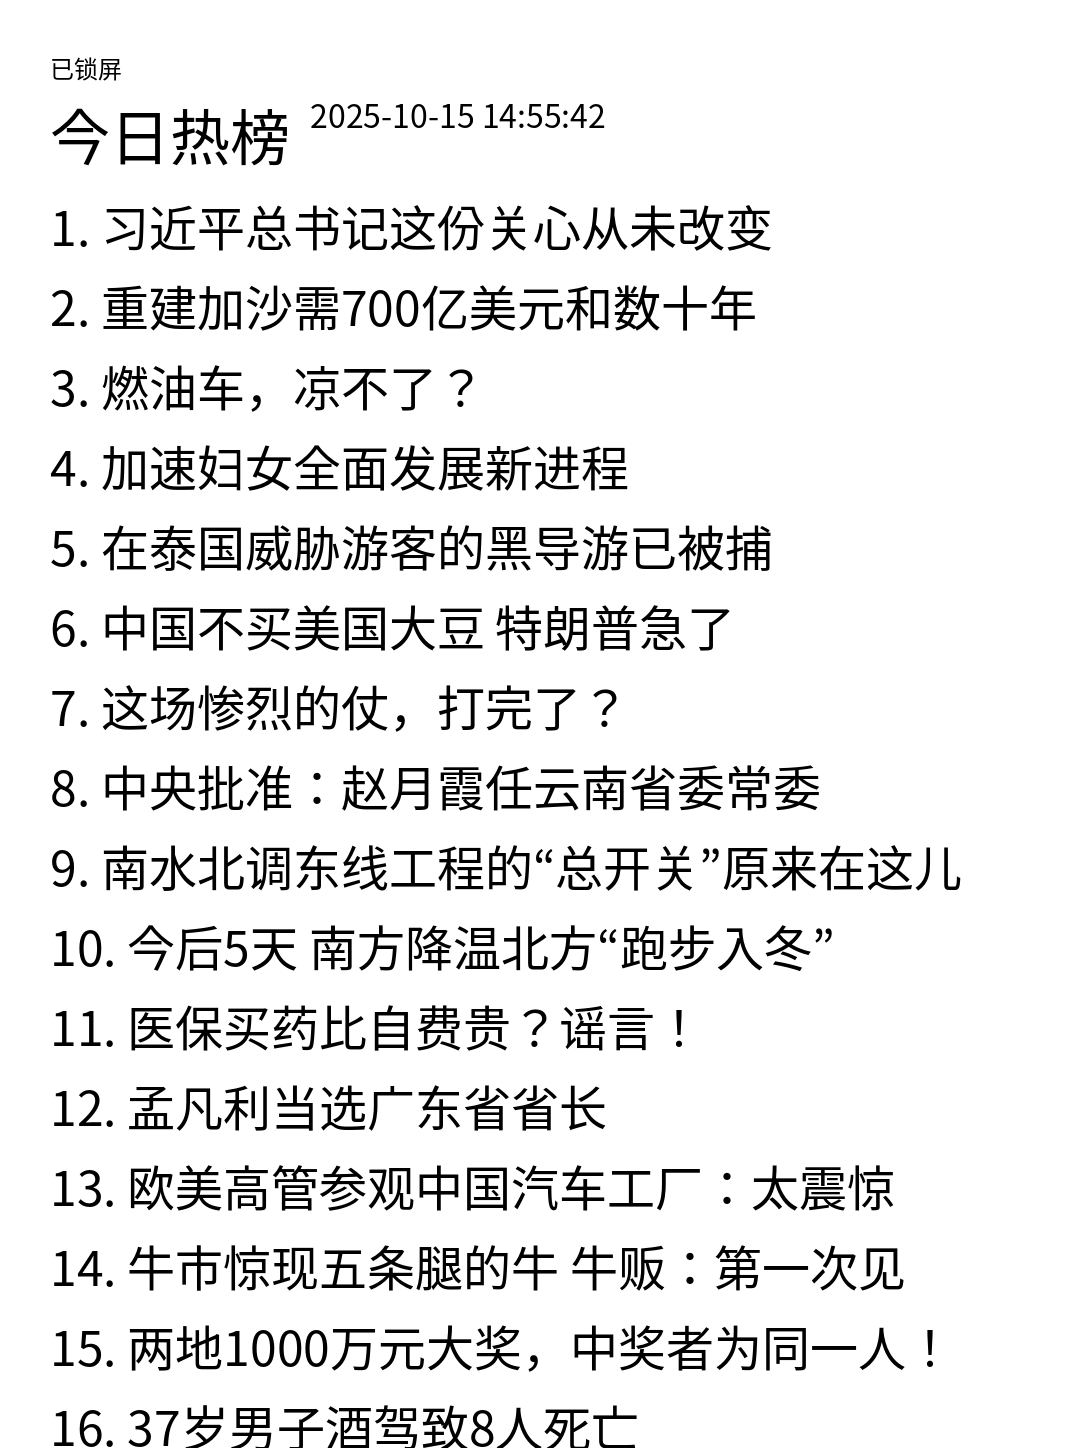 已锁屏
今日热榜 2025-10-15 14:55:42
1. 习近平总书记这份关心从未改变
2. 重建加沙需700亿美元和数十年
3. 燃油车，凉不了？
4. 加速妇女全面发展新进程
5. 在泰国威胁游客的黑导游已被捕
6. 中国不买美国大豆 特朗普急了
7. 这场惨烈的仗，打完了？
8. 中央批准：赵月霞任云南省委常委
9. 南水北调东线工程的“总开关”原来在这儿
10. 今后5天 南方降温北方“跑步入冬”
11. 医保买药比自费贵？谣言！
12. 孟凡利当选广东省省长
13. 欧美高管参观中国汽车工厂：太震惊
14. 牛市惊现五条腿的牛 牛贩：第一次见
15. 两地1000万元大奖，中奖者为同一人！
16. 37岁男子酒驾致8人死亡